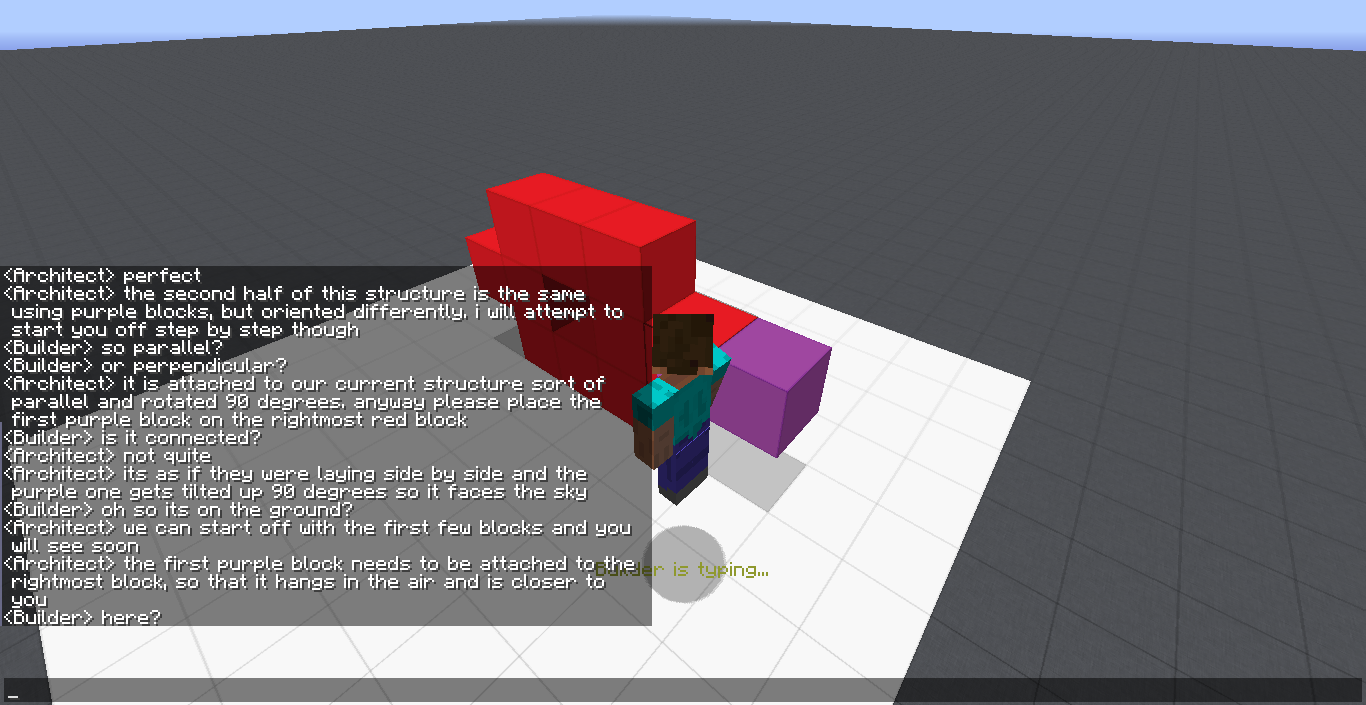 <Architect> perfect
<Architect> the second half of this structure is the same
using purple blocks, but oriented differently. i will attempt to
start you off step by step though
<Builder> so parallel?
<Builder> or perpendicular?
<Architect> it is attached to our current structure sort of
parallel and rotated 90 degrees. anyway please place the
first purple block on the rightmost red block
<Builder> is it connected?
<Architect> not quite
<Architect> its as if they were laying side by side and the
purple one gets tilted up 90 degrees so it faces the sky
<Builder> oh so its on the ground?
<Architect> we can start off with the first few blocks and you
will see soon
<Architect> the first purple block needs to be attached to the
rightmost block, so that it hangs in the air and is closer to
you
<Builder> here?
Builder is typing...
_